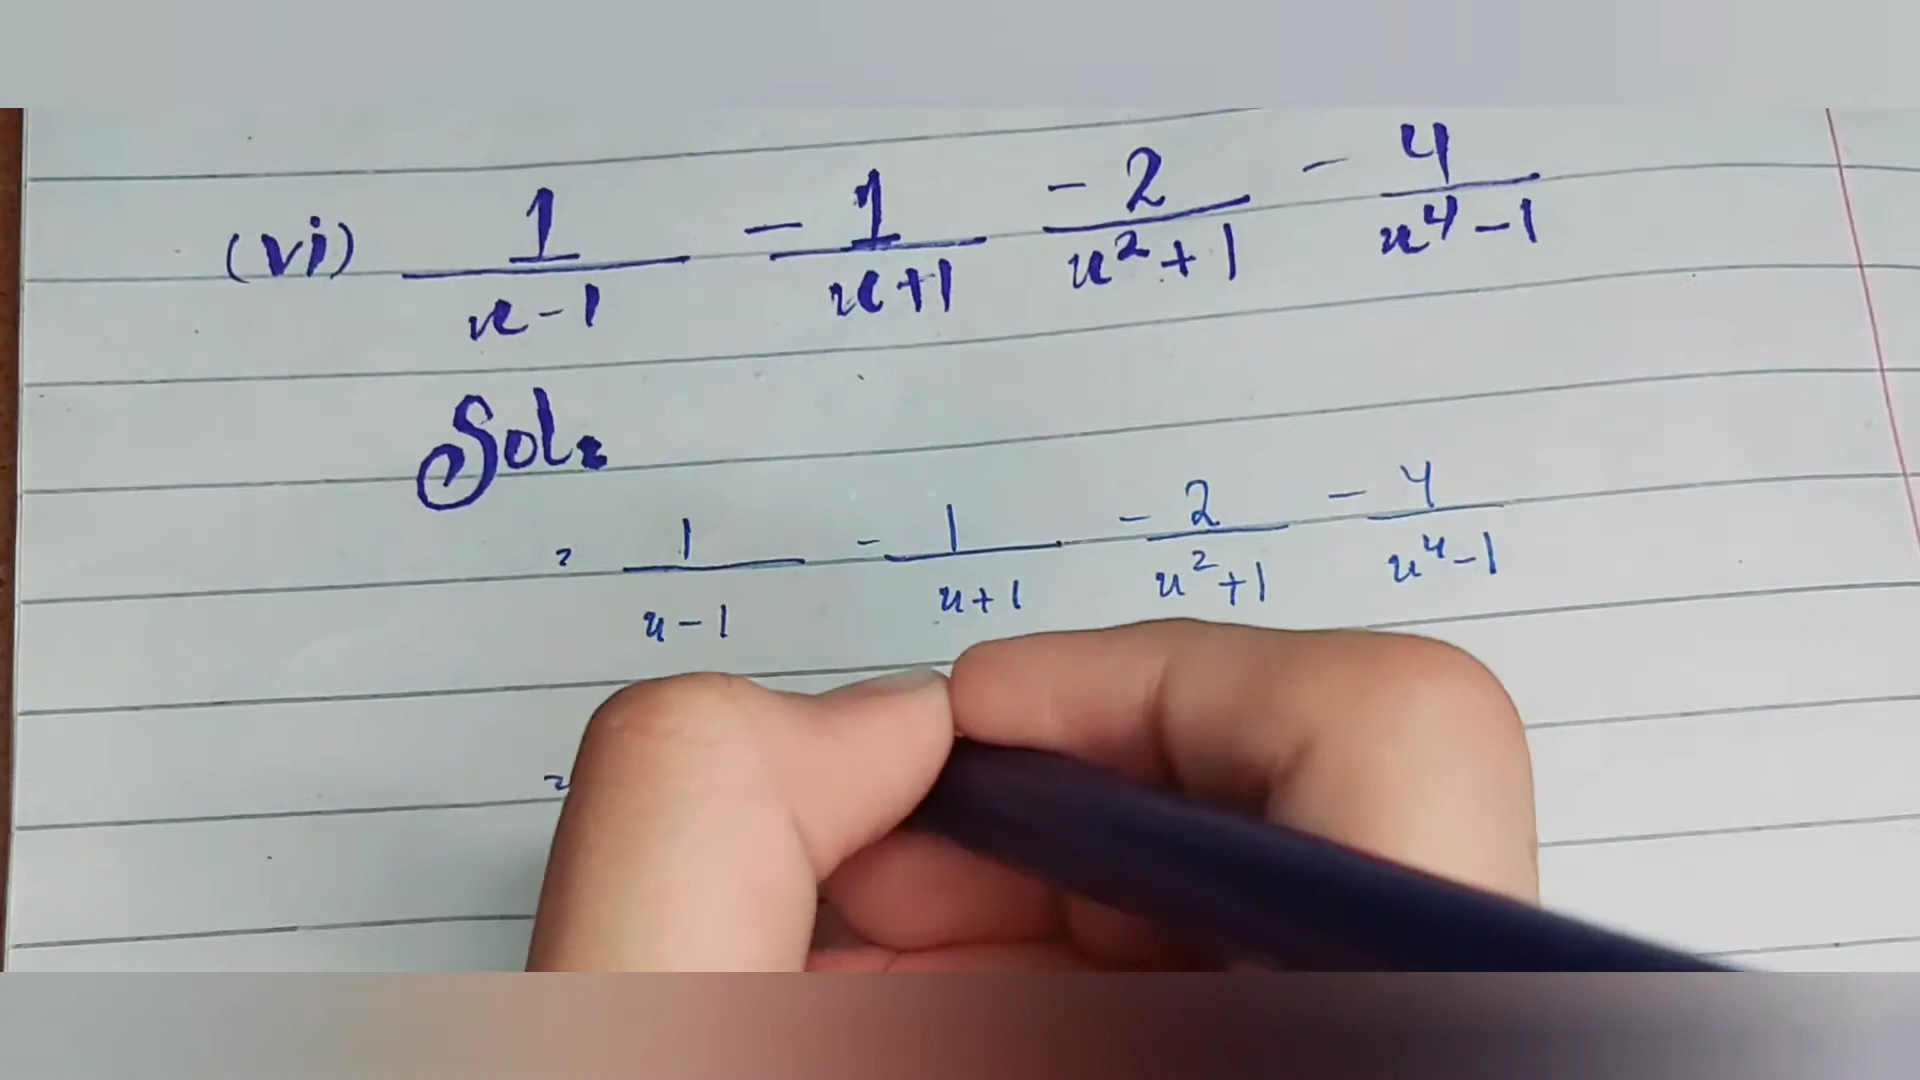 (vi) 1/(x-1) - 1/(x+1) - 2/(x²+1) - 4/(x⁴-1)
Sol:
= 1/(x-1) - 1/(x+1) - 2/(x²+1) - 4/(x⁴-1)
=